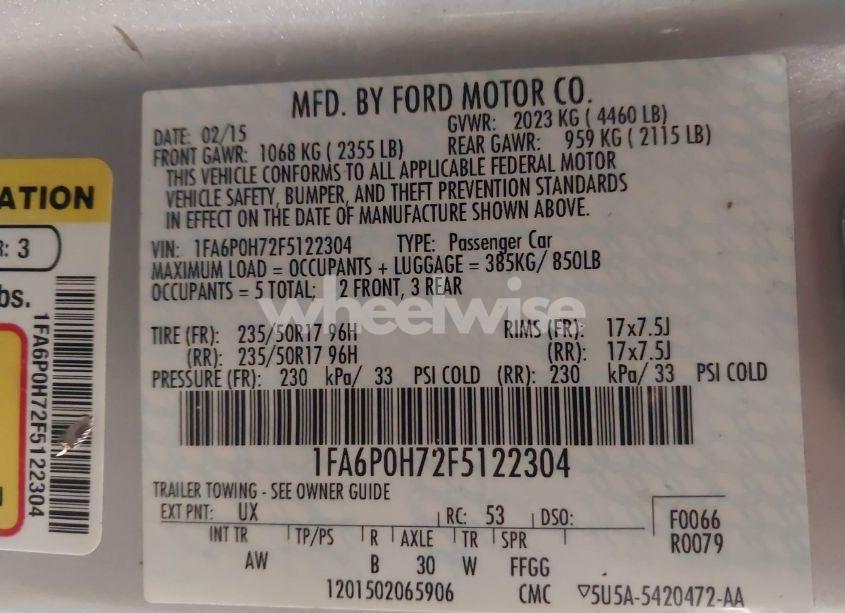 MFD. BY FORD MOTOR CO.
DATE: 02/15 GVWR: 2023 KG ( 4460 LB)
FRONT GAWR: 1068 KG ( 2355 LB) REAR GAWR: 959 KG ( 2115 LB)
THIS VEHICLE CONFORMS TO ALL APPLICABLE FEDERAL MOTOR
VEHICLE SAFETY, BUMPER, AND THEFT PREVENTION STANDARDS
IN EFFECT ON THE DATE OF MANUFACTURE SHOWN ABOVE.
VIN: 1FA6P0H72F5122304 TYPE: Passenger Car
MAXIMUM LOAD = OCCUPANTS + LUGGAGE = 385KG/ 850LB
OCCUPANTS = 5 TOTAL; 2 FRONT, 3 REAR
wheelwise
TIRE (FR): 235/50R17 96H RIMS (FR): 17x7.5J
(RR): 235/50R17 96H (RR): 17x7.5J
PRESSURE (FR): 230 kPa/ 33 PSI COLD (RR): 230 kPa/ 33 PSI COLD
1FA6P0H72F5122304
TRAILER TOWING - SEE OWNER GUIDE
EXT PNT: UX RC: 53 DSO: F0066
R0079
INT TR TP/PS R AXLE TR SPR
AW B 30 W FFGG
1201502065906 CMC ▽5U5A-5420472-AA
ATION
R: 3
bs.
1FA6P0H72F5122304